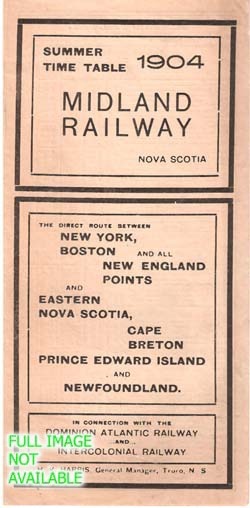 SUMMER
TIME TABLE 1904
MIDLAND
RAILWAY
NOVA SCOTIA
THE DIRECT ROUTE BETWEEN
NEW YORK,
BOSTON AND ALL
NEW ENGLAND
POINTS
AND
EASTERN
NOVA SCOTIA,
CAPE
BRETON
PRINCE EDWARD ISLAND
AND
NEWFOUNDLAND.
IN CONNECTION WITH THE
DOMINION ATLANTIC RAILWAY
...AND...
INTERCOLONIAL RAILWAY
HARRIS, General Manager, Truro, N S
FULL IMAGE
NOT
AVAILABLE